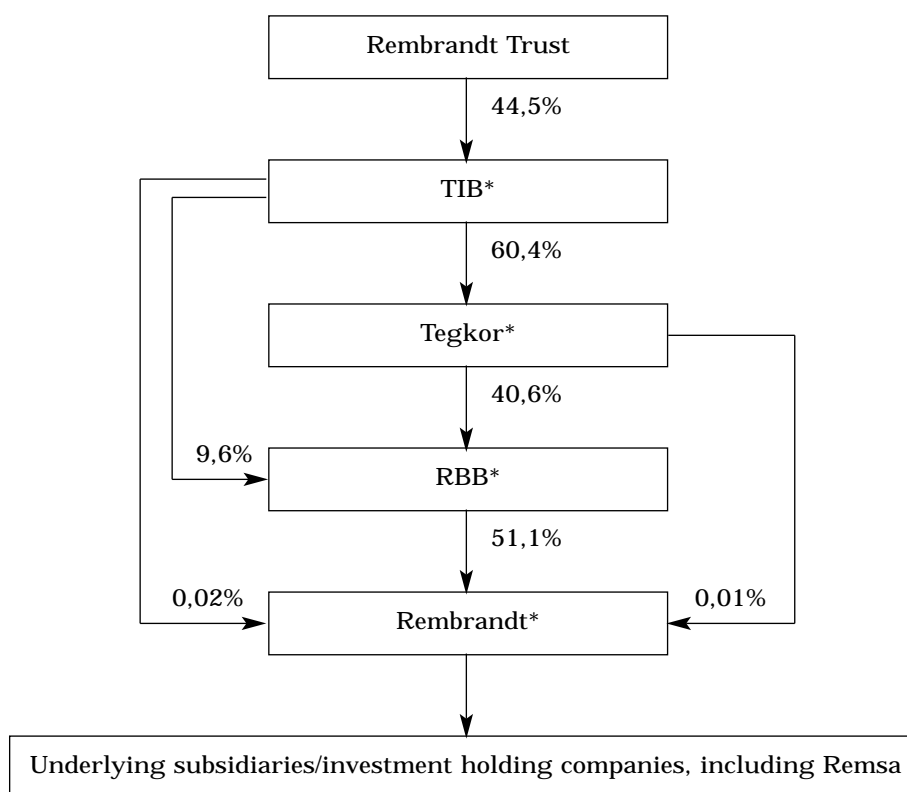 Rembrandt Trust
44,5%
TIB*
60,4%
Tegkor*
40,6%
9,6%
RBB*
51,1%
0,02%
Rembrandt*
0,01%
Underlying subsidiaries/investment holding companies, including Remsa